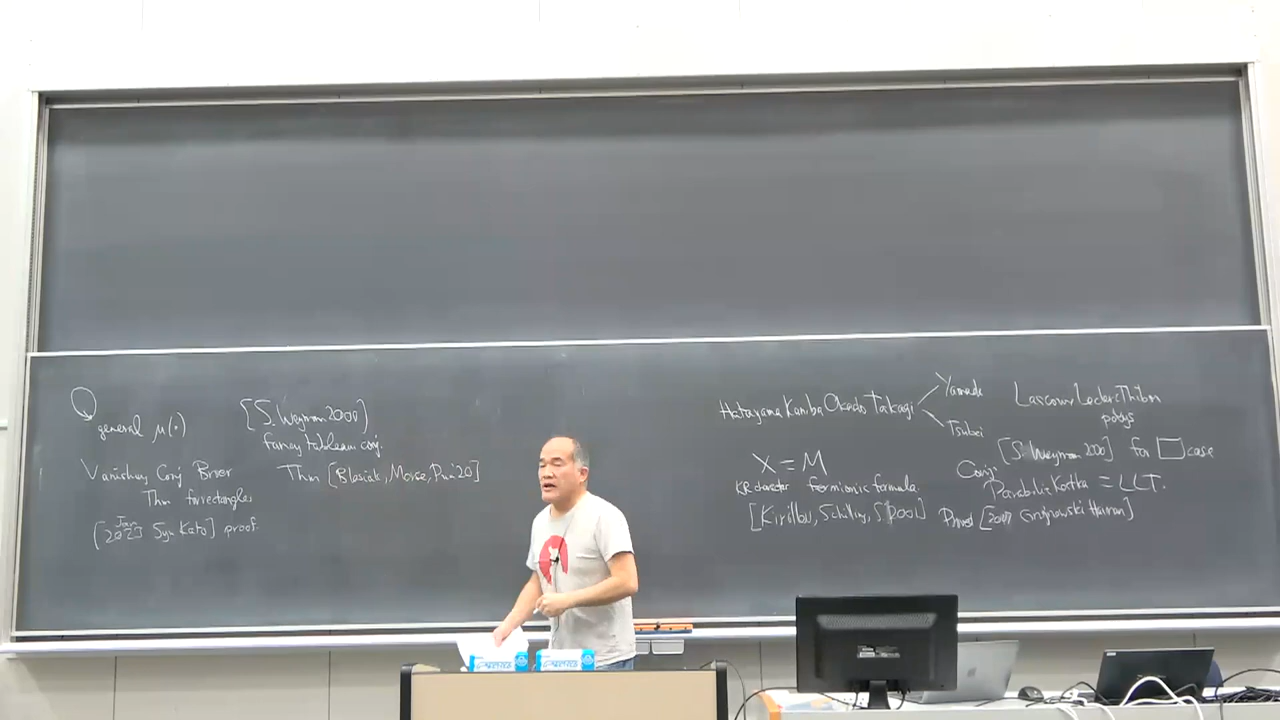 Q
general μ(·)
[S. Weyman 2000]
fancy tableau conj.
Vanishing Conj Broer
Thm for rectangles
Thm [Blasiak, Morse, Pun '20]
[Jan 2023 Syu Kato] proof.
Hatayama Kuniba Okado Takagi
Yamada
Tsuboi
X = M
KR character fermionic formula
[Kirillov, Schilling, S 2001]
Lascoux Leclerc Thibon
polys
[S. Weyman 2000] for □ case
Conj: Parabolic Kostka = LLT.
Proved [2007 Grojnowski Haiman]